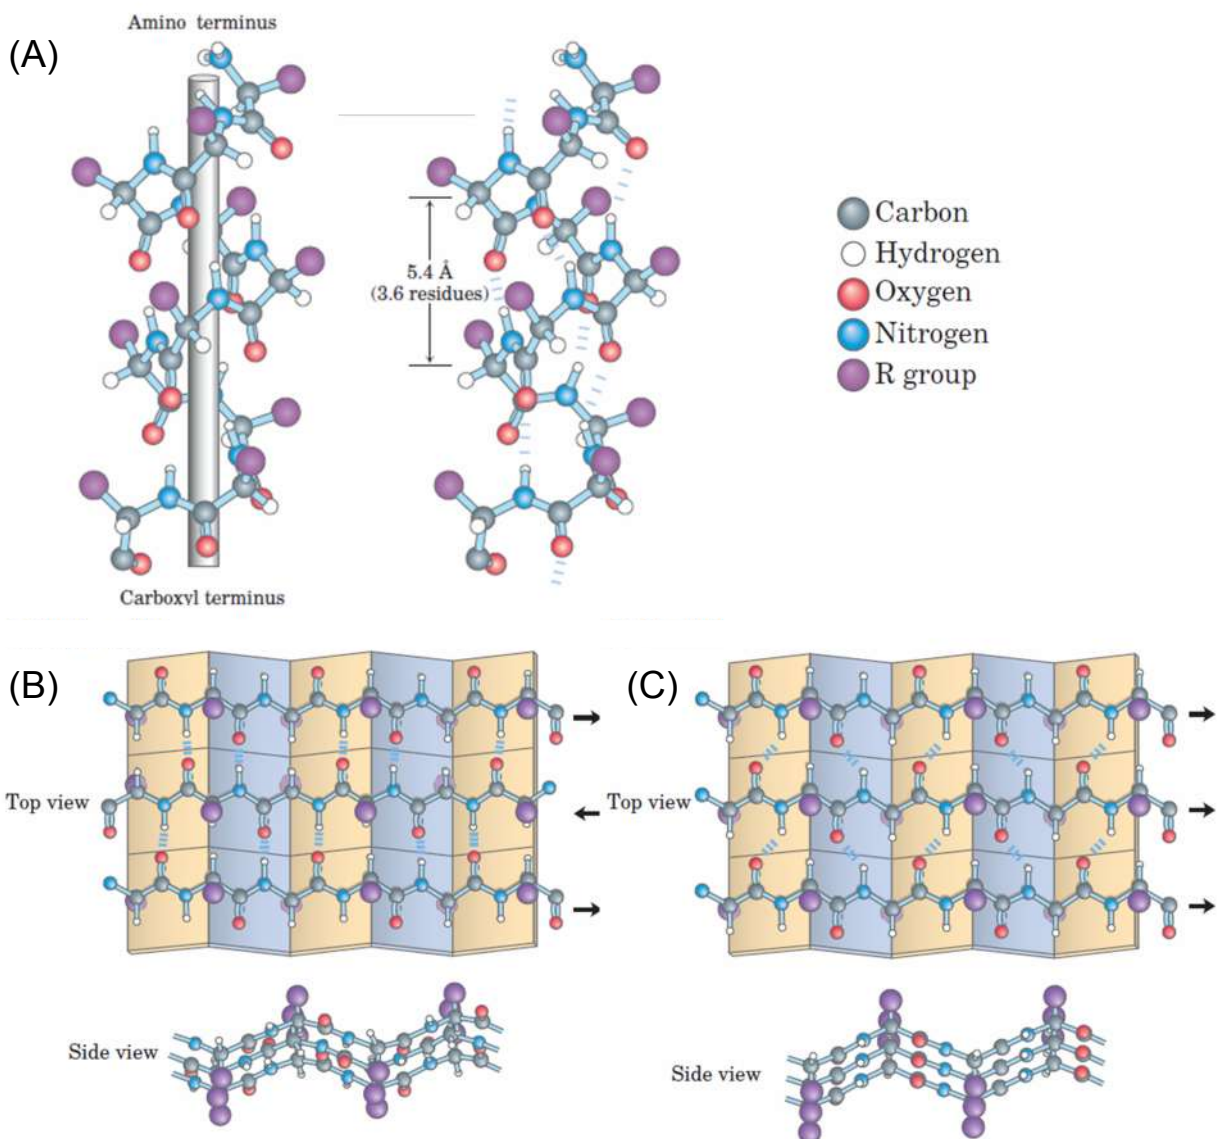 Amino terminus
(A)
5.4 Å
(3.6 residues)
Carbon
Hydrogen
Oxygen
Nitrogen
R group
Carboxyl terminus
(B)
(C)
Top view
Top view
Side view
Side view